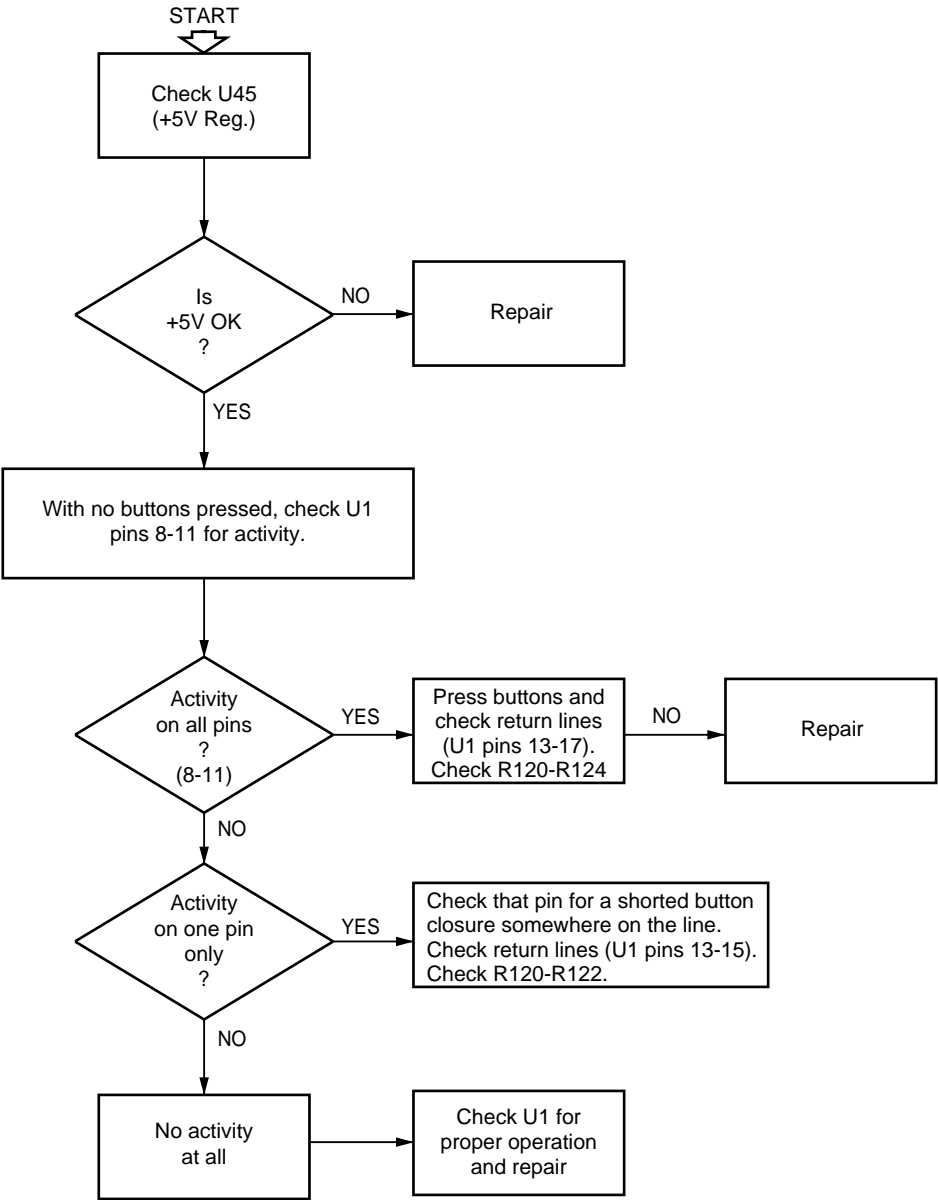 START
Check U45
(+5V Reg.)
Is
+5V OK
?
NO
Repair
YES
With no buttons pressed, check U1
pins 8-11 for activity.
Activity
on all pins
?
(8-11)
YES
Press buttons and
check return lines
(U1 pins 13-17).
Check R120-R124
NO
Repair
NO
Activity
on one pin
only
?
YES
Check that pin for a shorted button
closure somewhere on the line.
Check return lines (U1 pins 13-15).
Check R120-R122.
NO
No activity
at all
Check U1 for
proper operation
and repair